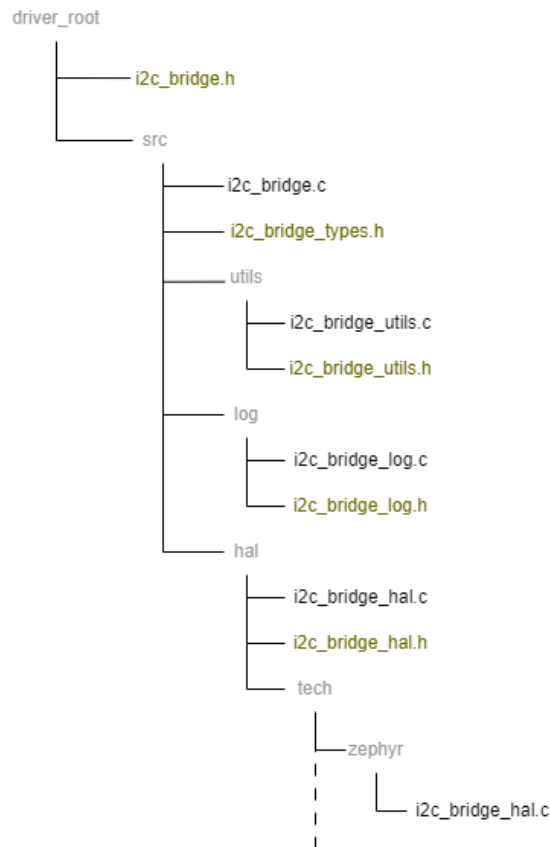 driver_root
i2c_bridge.h
src
i2c_bridge.c
i2c_bridge_types.h
utils
i2c_bridge_utils.c
i2c_bridge_utils.h
log
i2c_bridge_log.c
i2c_bridge_log.h
hal
i2c_bridge_hal.c
i2c_bridge_hal.h
tech
zephyr
i2c_bridge_hal.c